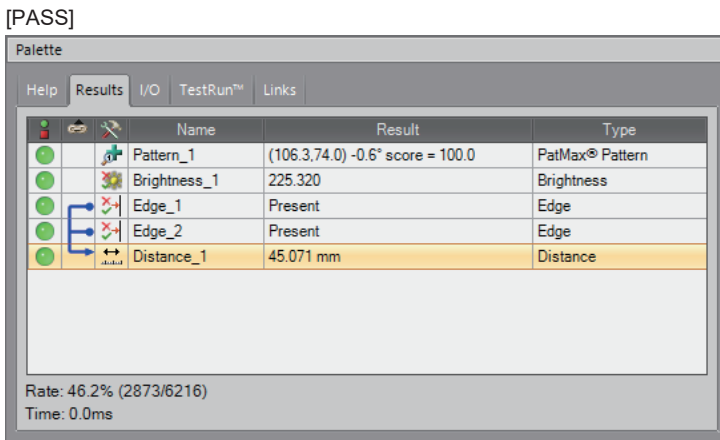 [PASS]
Palette
Help Results I/O TestRun™ Links
Name Result Type
Pattern_1 (106.3,74.0) -0.6° score = 100.0 PatMax® Pattern
Brightness_1 225.320 Brightness
Edge_1 Present Edge
Edge_2 Present Edge
Distance_1 45.071 mm Distance
Rate: 46.2% (2873/6216)
Time: 0.0ms